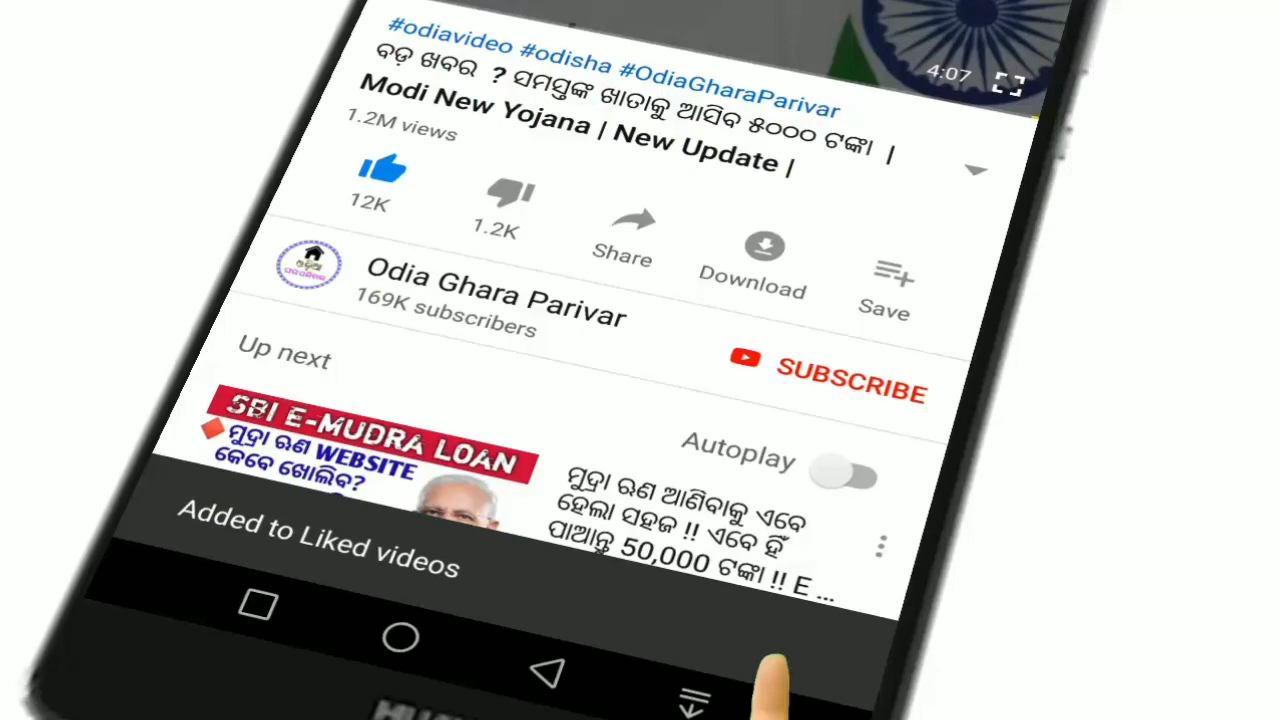 4:07
#odiavideo #odisha #OdiaGharaParivar
ବଡ଼ ଖବର ? ସମସ୍ତଙ୍କ ଖାତାକୁ ଆସିବ ୫୦୦୦ ଟଙ୍କା |
Modi New Yojana | New Update |
1.2M views
12K
1.2K
Share
Download
Save
Odia Ghara Parivar
169K subscribers
SUBSCRIBE
Up next
Autoplay
SBI E-MUDRA LOAN
ମୁଦ୍ରା ଋଣ WEBSITE
କେବେ ଖୋଲିବ?
ମୁଦ୍ରା ଋଣ ଆଣିବାକୁ ଏବେ
ହେଲା ସହଜ !! ଏବେ ହିଁ
ପାଆନ୍ତୁ 50,000 ଟଙ୍କା !! E ...
Added to Liked videos